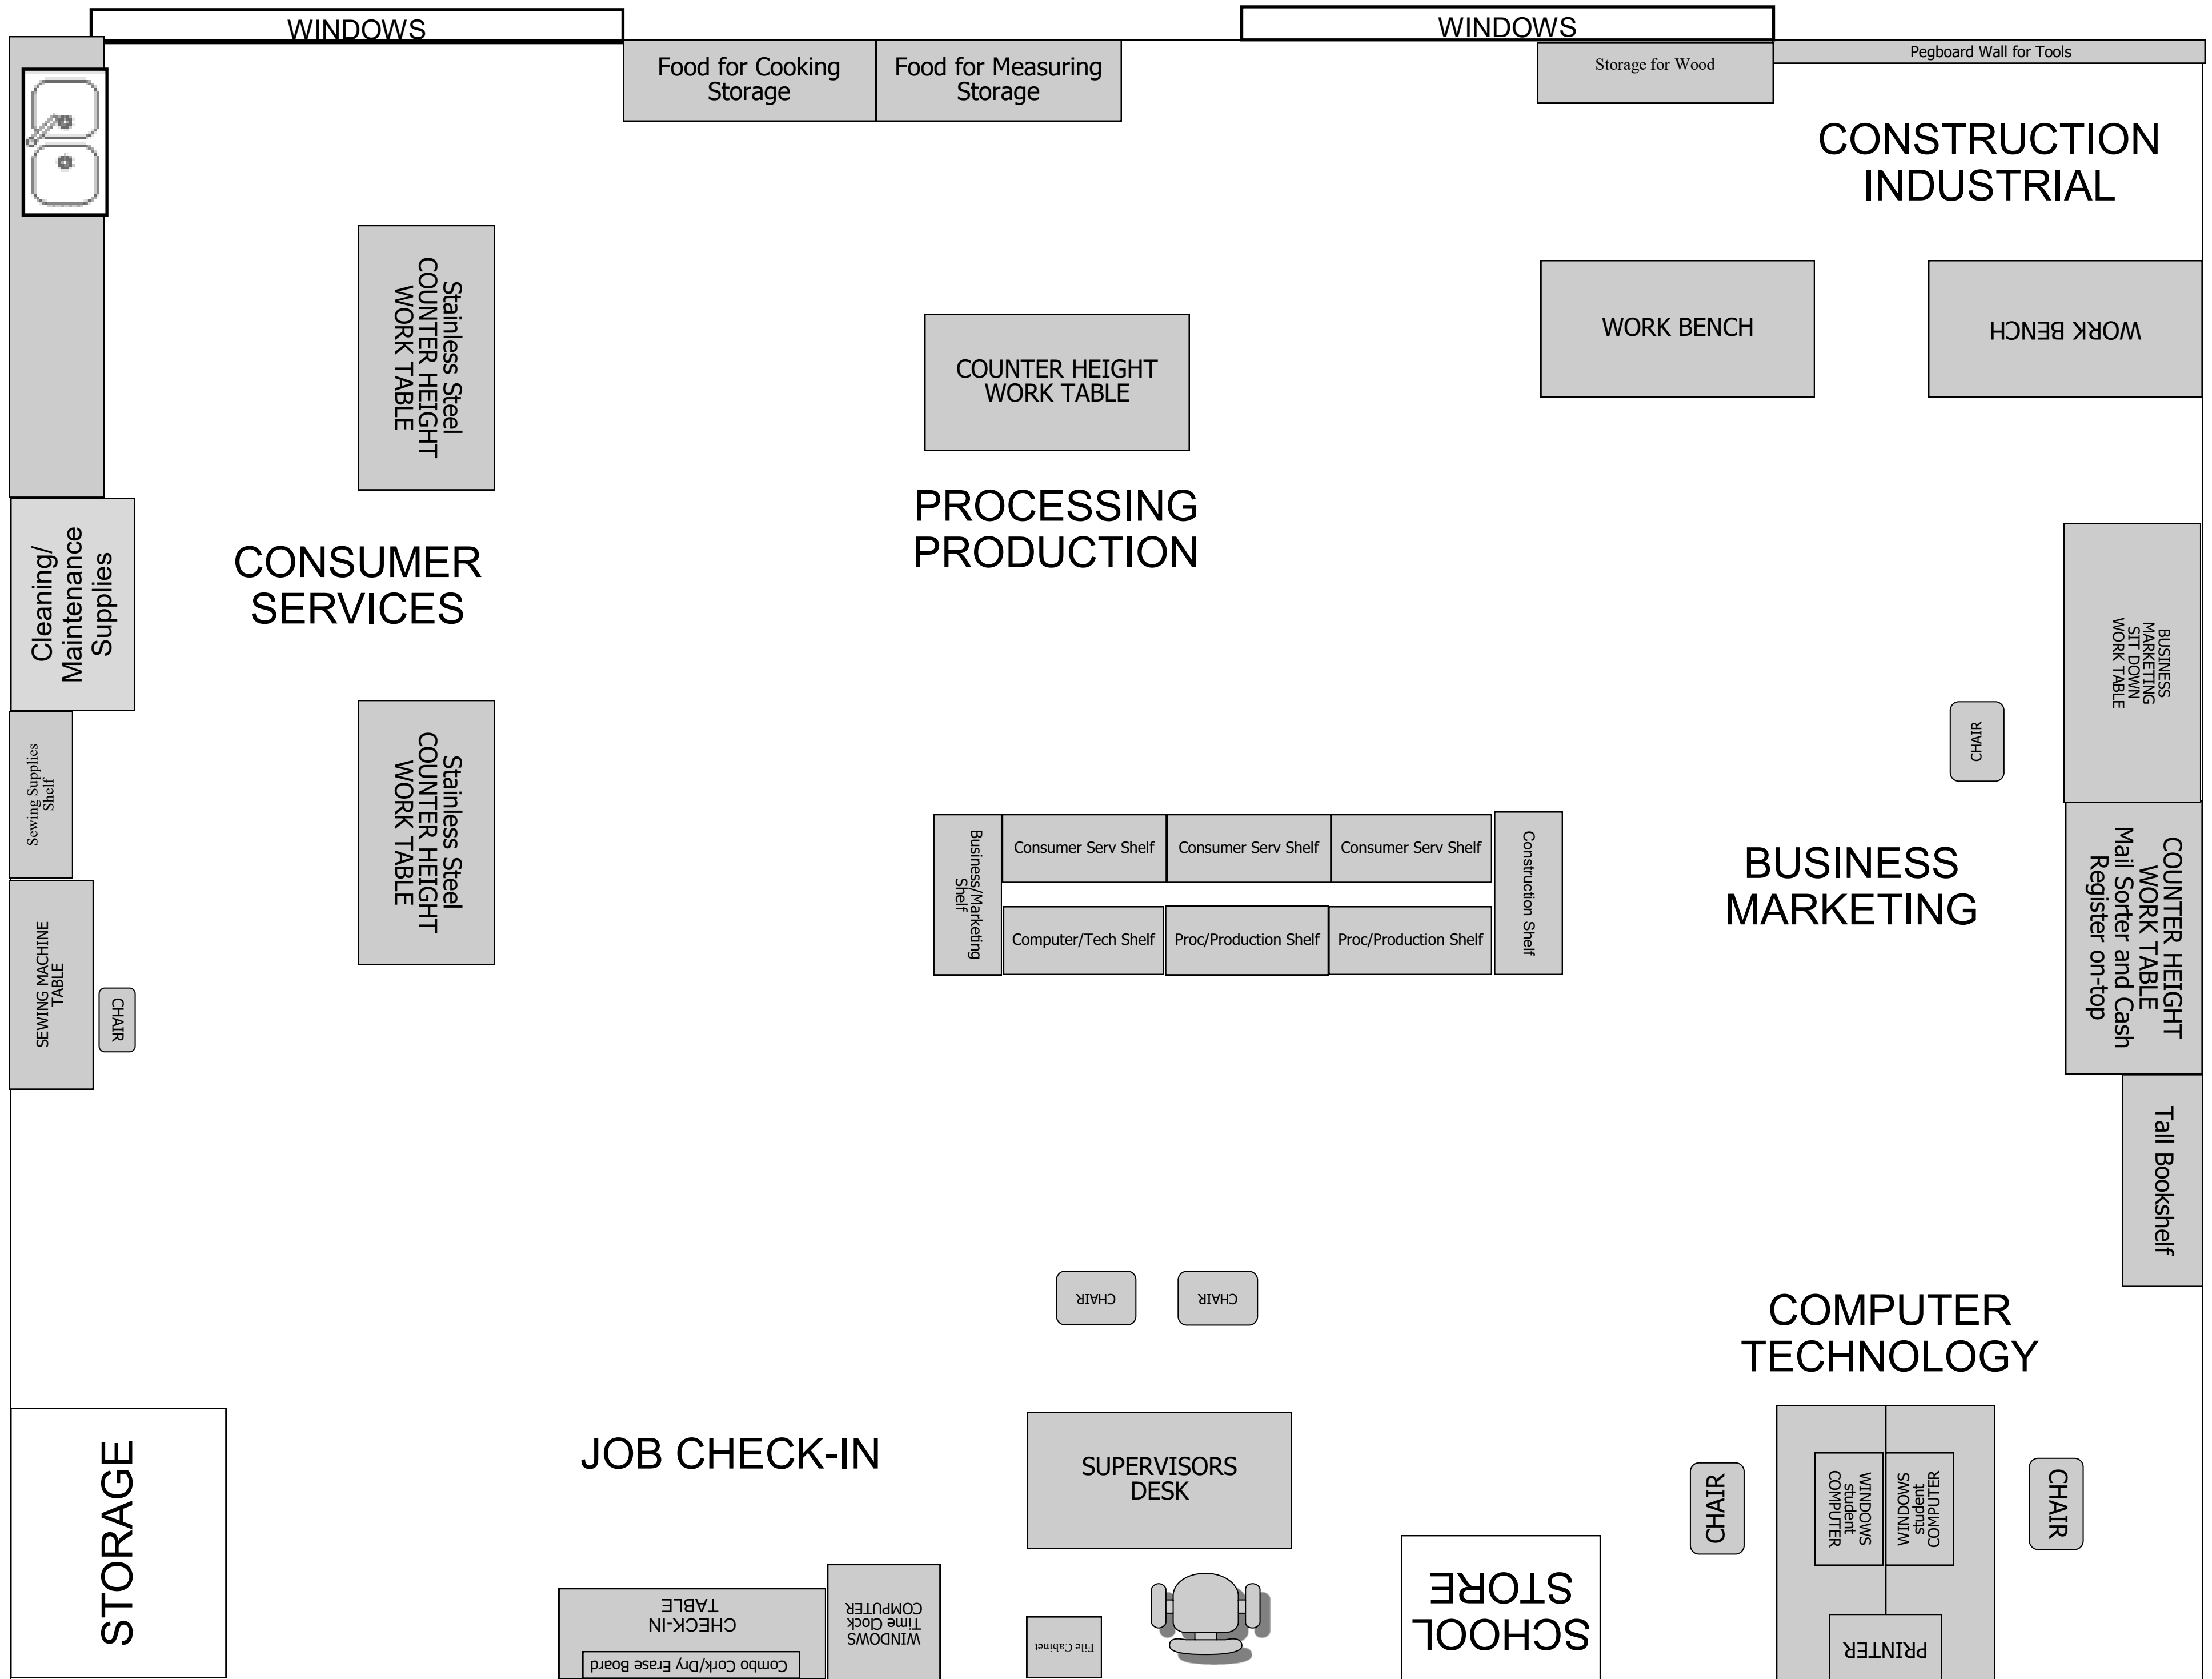 WINDOWS
WINDOWS
Food for Cooking
Storage
Food for Measuring
Storage
Storage for Wood
Pegboard Wall for Tools
CONSTRUCTION
INDUSTRIAL
Stainless Steel
COUNTER HEIGHT
WORK TABLE
COUNTER HEIGHT
WORK TABLE
WORK BENCH
WORK BENCH
PROCESSING
PRODUCTION
Cleaning/
Maintenance
Supplies
CONSUMER
SERVICES
BUSINESS
MARKETING
SIT DOWN
WORK TABLE
CHAIR
Sewing Supplies
Shelf
Stainless Steel
COUNTER HEIGHT
WORK TABLE
Business/Marketing
Shelf
Consumer Serv Shelf
Consumer Serv Shelf
Consumer Serv Shelf
Construction Shelf
Computer/Tech Shelf
Proc/Production Shelf
Proc/Production Shelf
BUSINESS
MARKETING
COUNTER HEIGHT
WORK TABLE
Mail Sorter and Cash
Register on-top
SEWING MACHINE
TABLE
CHAIR
Tall Bookshelf
CHAIR
CHAIR
COMPUTER
TECHNOLOGY
STORAGE
JOB CHECK-IN
SUPERVISORS
DESK
CHAIR
WINDOWS
student
COMPUTER
WINDOWS
student
COMPUTER
CHAIR
CHECK-IN
TABLE
Combo Cork/Dry Erase Board
WINDOWS
Time Clock
COMPUTER
File Cabinet
SCHOOL
STORE
PRINTER